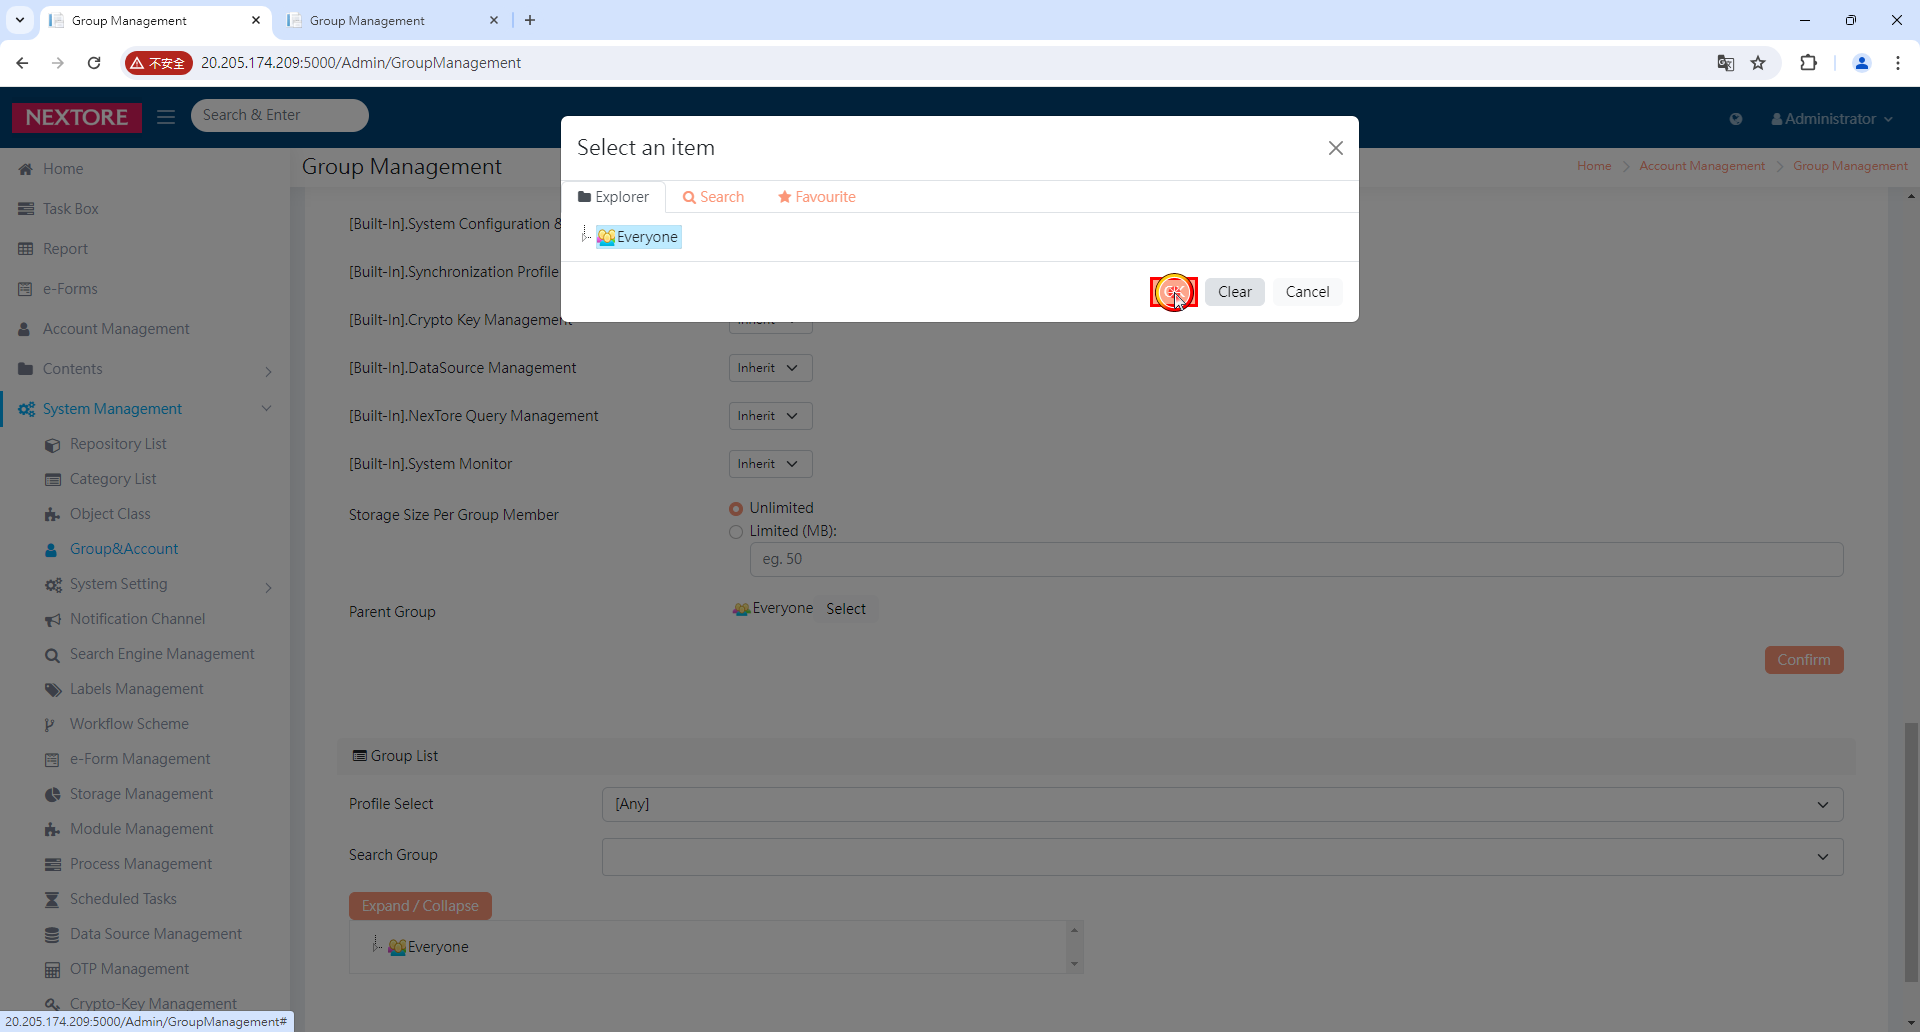 Group Management
Group Management
不安全
20.205.174.209:5000/Admin/GroupManagement
NEXTORE
Search & Enter
Administrator
Home
Task Box
Report
e-Forms
Account Management
Contents
System Management
Repository List
Category List
Object Class
Group&Account
System Setting
Notification Channel
Search Engine Management
Labels Management
Workflow Scheme
e-Form Management
Storage Management
Module Management
Process Management
Scheduled Tasks
Data Source Management
OTP Management
Crypto-Key Management
20.205.174.209:5000/Admin/GroupManagement#
Group Management
Home > Account Management > Group Management
Select an item
Explorer
Search
Favourite
Everyone
Clear
Cancel
[Built-In].System Configuration &
[Built-In].Synchronization Profile
[Built-In].Crypto Key Management
Inherit
[Built-In].DataSource Management
Inherit
[Built-In].NexTore Query Management
Inherit
[Built-In].System Monitor
Inherit
Storage Size Per Group Member
Unlimited
Limited (MB):
eg. 50
Parent Group
Everyone
Select
Confirm
Group List
Profile Select
[Any]
Search Group
Expand / Collapse
Everyone